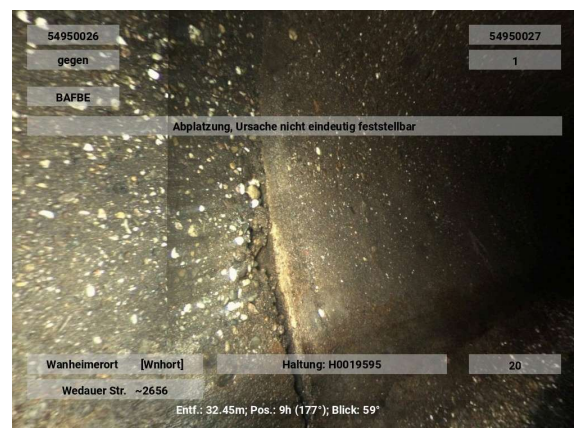 54950026
54950027
gegen
1
BAFBE
Abplatzung, Ursache nicht eindeutig feststellbar
Wanheimerort [Wnhort]
Haltung: H0019595
20
Wedauer Str. ~2656
Entf.: 32.45m; Pos.: 9h (177°); Blick: 59°